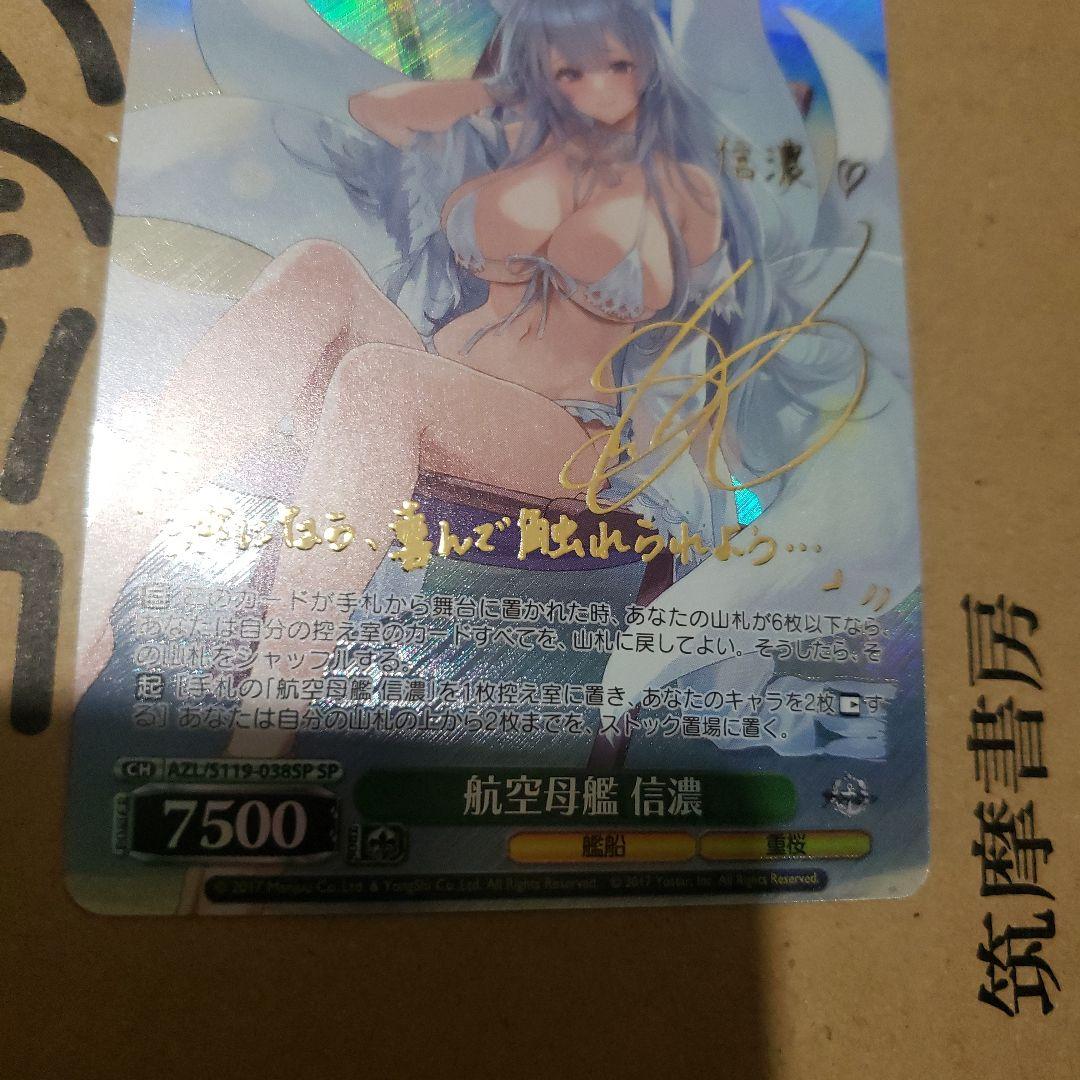 信濃♡
喜んで触れられよう…
【自】このカードが手札から舞台に置かれた時、あなたの山札が6枚以下なら、
あなたは自分の控え室のカードすべてを、山札に戻してよい。そうしたら、そ
の山札をシャッフルする。
起［手札の「航空母艦 信濃」を1枚控え室に置き、あなたのキャラを2枚▶す
る］あなたは自分の山札の上から2枚までを、ストック置場に置く。
CH AZL/S119-038SP SP
航空母艦 信濃
POWER 7500
SOUL
艦船 重桜
© 2017 Manjuu Co., Ltd. & YongShi Co., Ltd. All Rights Reserved. © 2017 Yostar, Inc. All Rights Reserved.
筑摩書房